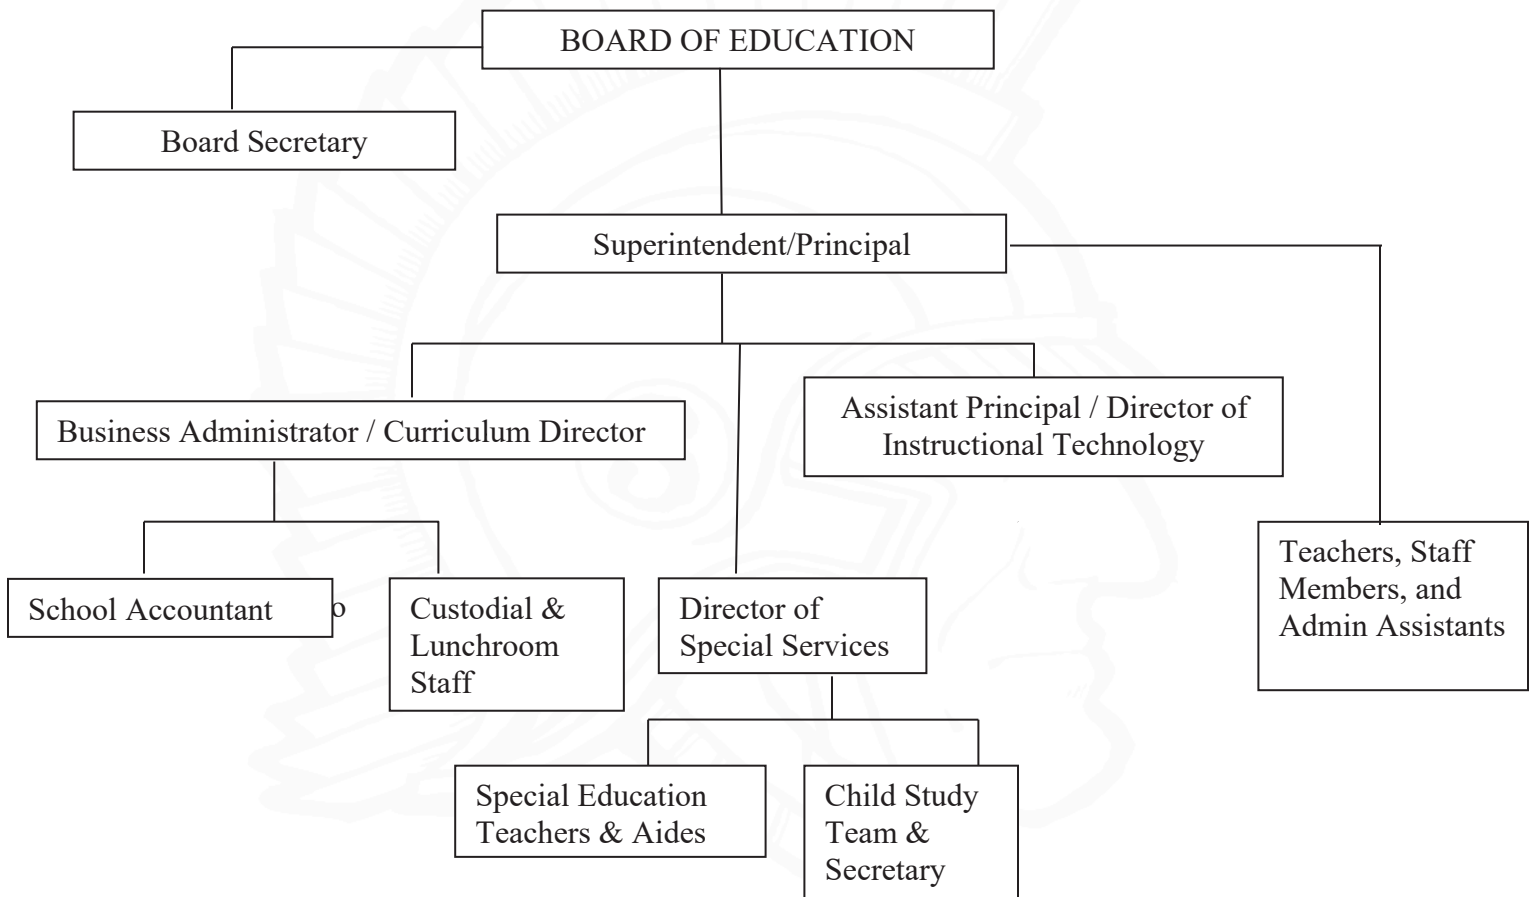 BOARD OF EDUCATION
Board Secretary
Superintendent/Principal
Business Administrator / Curriculum Director
Assistant Principal / Director of
Instructional Technology
School Accountant
o
Custodial &
Lunchroom
Staff
Director of
Special Services
Teachers, Staff
Members, and
Admin Assistants
Special Education
Teachers & Aides
Child Study
Team &
Secretary